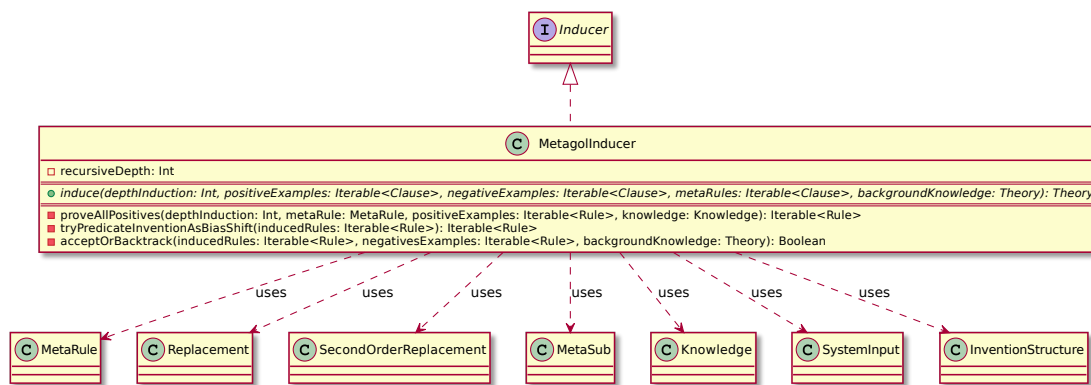 I Inducer
C MetagolInducer
recursiveDepth: Int
induce(depthInduction: Int, positiveExamples: Iterable<Clause>, negativeExamples: Iterable<Clause>, metaRules: Iterable<Clause>, backgroundKnowledge: Theory): Theory
proveAllPositives(depthInduction: Int, metaRule: MetaRule, positiveExamples: Iterable<Rule>, knowledge: Knowledge): Iterable<Rule>
tryPredicateInventionAsBiasShift(inducedRules: Iterable<Rule>): Iterable<Rule>
acceptOrBacktrack(inducedRules: Iterable<Rule>, negativesExamples: Iterable<Rule>, backgroundKnowledge: Theory): Boolean
uses uses uses uses uses uses uses
C MetaRule C Replacement C SecondOrderReplacement C MetaSub C Knowledge C SystemInput C InventionStructure